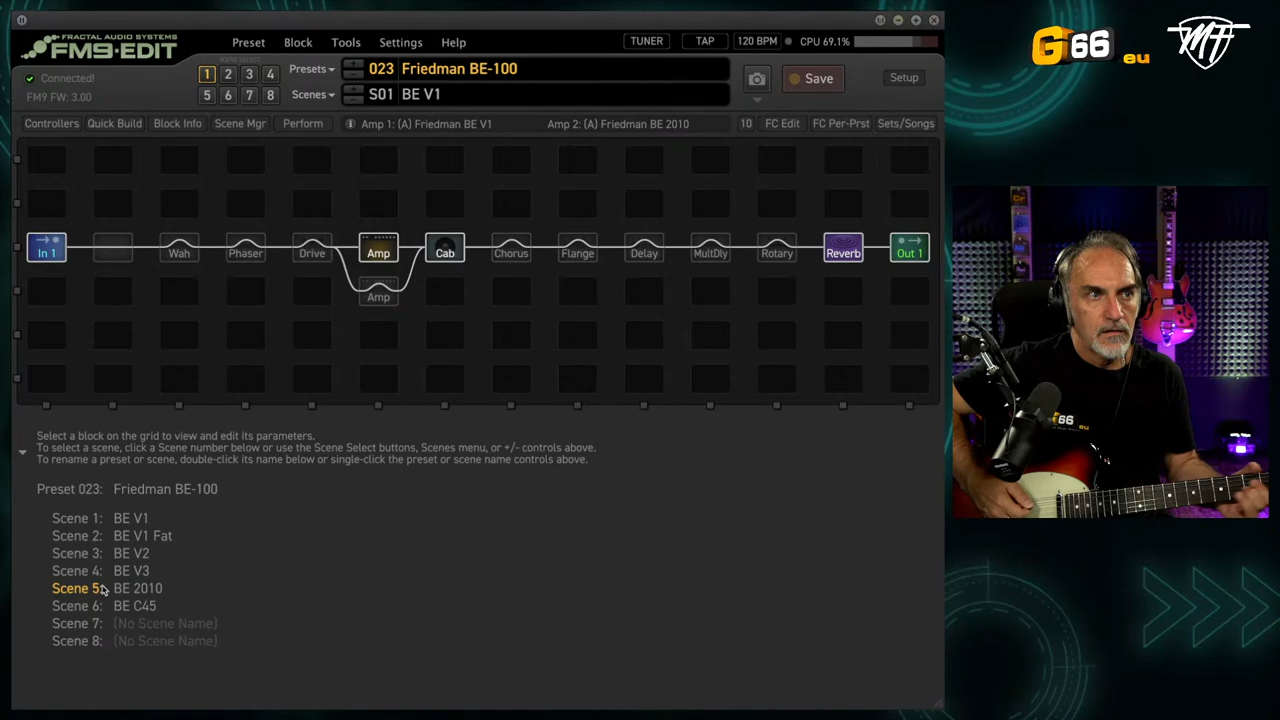 FRACTAL AUDIO SYSTEMS
FM9-EDIT
Preset Block Tools Settings Help
TUNER TAP 120 BPM CPU 69.1%
Connected!
FM9 FW: 3.00
SCENE SELECT
1 2 3 4
5 6 7 8
Presets 023 Friedman BE-100
Scenes S01 BE V1
Save
Setup
Controllers Quick Build Block Info Scene Mgr Perform Amp 1: (A) Friedman BE V1 Amp 2: (A) Friedman BE 2010 10 FC Edit FC Per-Prst Sets/Songs
In 1 Wah Phaser Drive Amp Cab Chorus Flange Delay MultDly Rotary Reverb Out 1
Amp
Select a block on the grid to view and edit its parameters.
To select a scene, click a Scene number below or use the Scene Select buttons, Scenes menu, or +/- controls above.
To rename a preset or scene, double-click its name below or single-click the preset or scene name controls above.
Preset 023: Friedman BE-100
Scene 1: BE V1
Scene 2: BE V1 Fat
Scene 3: BE V2
Scene 4: BE V3
Scene 5: BE 2010
Scene 6: BE C45
Scene 7: (No Scene Name)
Scene 8: (No Scene Name)
G66 eu
G66 eu